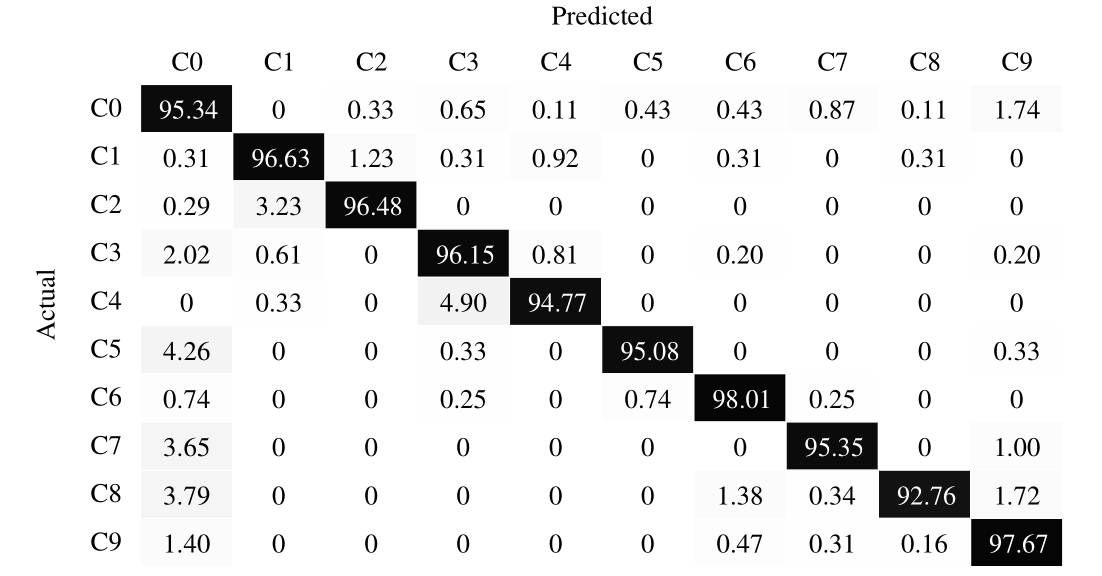 Predicted
C0 C1 C2 C3 C4 C5 C6 C7 C8 C9
C0 95.34 0 0.33 0.65 0.11 0.43 0.43 0.87 0.11 1.74
C1 0.31 96.63 1.23 0.31 0.92 0 0.31 0 0.31 0
C2 0.29 3.23 96.48 0 0 0 0 0 0 0
C3 2.02 0.61 0 96.15 0.81 0 0.20 0 0 0.20
Actual
C4 0 0.33 0 4.90 94.77 0 0 0 0 0
C5 4.26 0 0 0.33 0 95.08 0 0 0 0.33
C6 0.74 0 0 0.25 0 0.74 98.01 0.25 0 0
C7 3.65 0 0 0 0 0 0 95.35 0 1.00
C8 3.79 0 0 0 0 0 1.38 0.34 92.76 1.72
C9 1.40 0 0 0 0 0 0.47 0.31 0.16 97.67